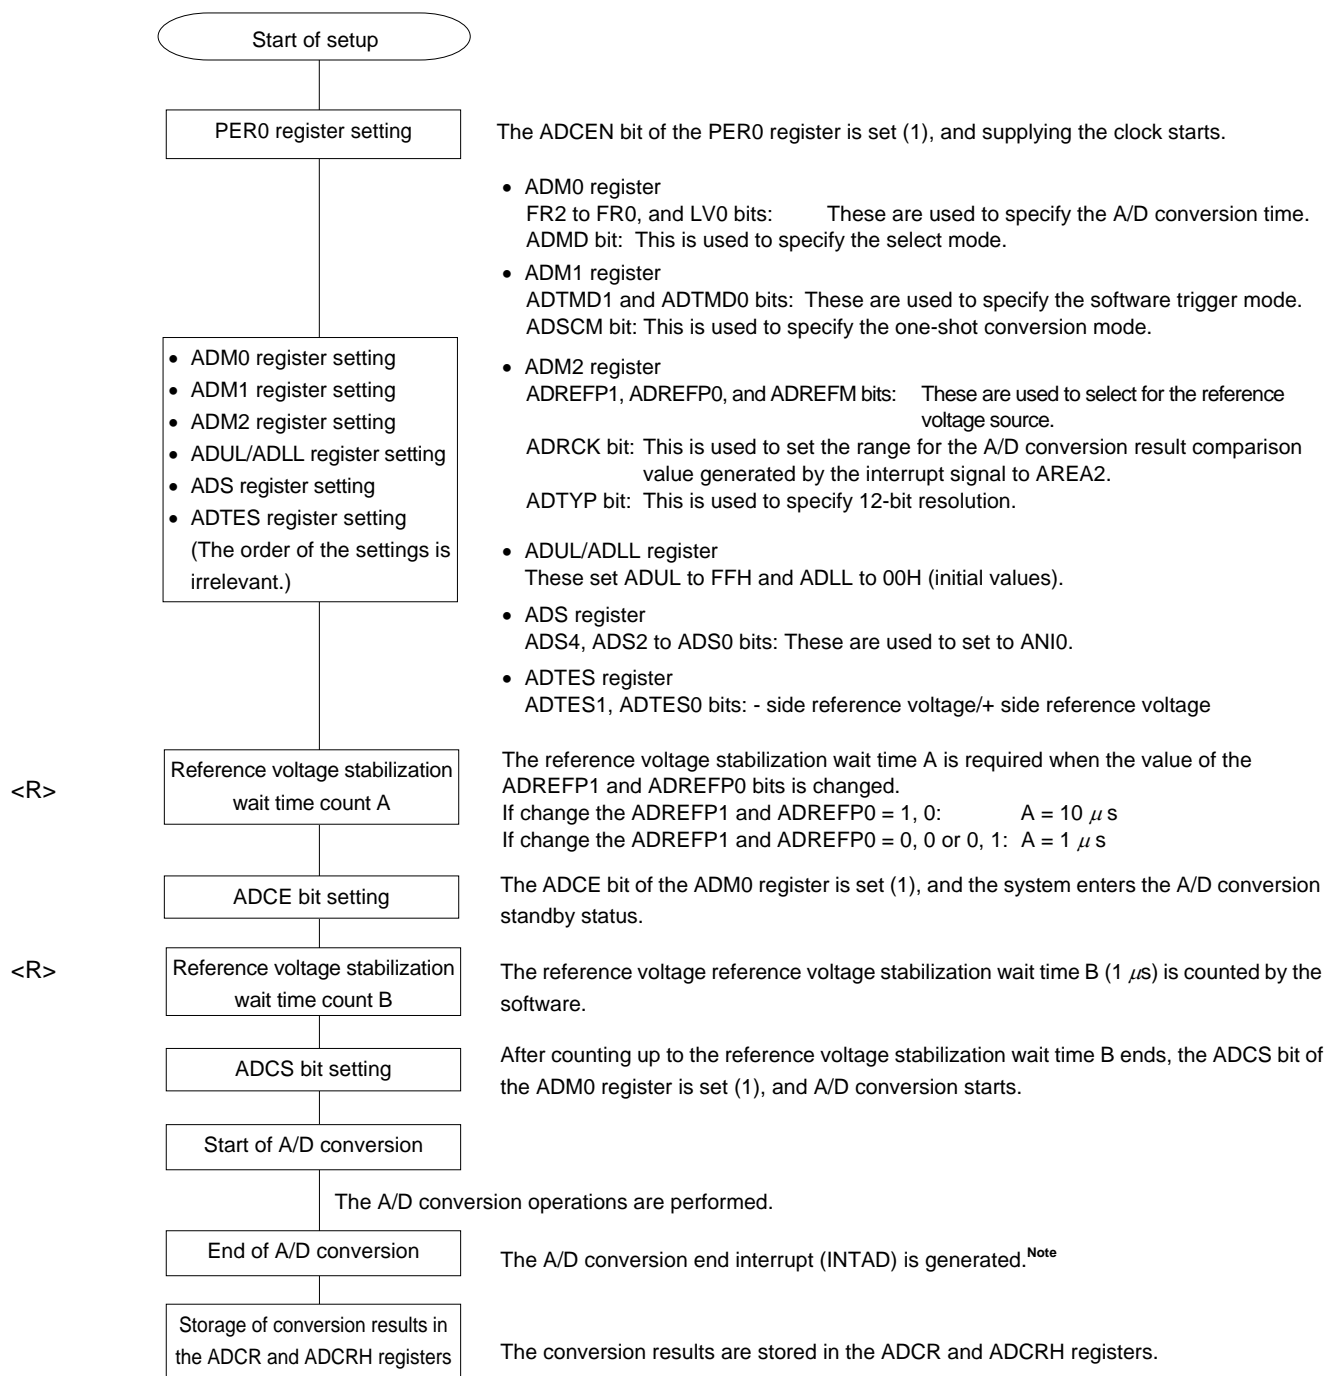 Start of setup
PER0 register setting
The ADCEN bit of the PER0 register is set (1), and supplying the clock starts.
• ADM0 register
FR2 to FR0, and LV0 bits: These are used to specify the A/D conversion time.
ADMD bit: This is used to specify the select mode.
• ADM1 register
ADTMD1 and ADTMD0 bits: These are used to specify the software trigger mode.
ADSCM bit: This is used to specify the one-shot conversion mode.
• ADM0 register setting
• ADM1 register setting
• ADM2 register setting
• ADUL/ADLL register setting
• ADS register setting
• ADTES register setting
(The order of the settings is
irrelevant.)
• ADM2 register
ADREFP1, ADREFP0, and ADREFM bits: These are used to select for the reference
voltage source.
ADRCK bit: This is used to set the range for the A/D conversion result comparison
value generated by the interrupt signal to AREA2.
ADTYP bit: This is used to specify 12-bit resolution.
• ADUL/ADLL register
These set ADUL to FFH and ADLL to 00H (initial values).
• ADS register
ADS4, ADS2 to ADS0 bits: These are used to set to ANI0.
• ADTES register
ADTES1, ADTES0 bits: - side reference voltage/+ side reference voltage
<R>
Reference voltage stabilization
wait time count A
The reference voltage stabilization wait time A is required when the value of the
ADREFP1 and ADREFP0 bits is changed.
If change the ADREFP1 and ADREFP0 = 1, 0: A = 10 μ s
If change the ADREFP1 and ADREFP0 = 0, 0 or 0, 1: A = 1 μ s
ADCE bit setting
The ADCE bit of the ADM0 register is set (1), and the system enters the A/D conversion
standby status.
<R>
Reference voltage stabilization
wait time count B
The reference voltage reference voltage stabilization wait time B (1 μs) is counted by the
software.
ADCS bit setting
After counting up to the reference voltage stabilization wait time B ends, the ADCS bit of
the ADM0 register is set (1), and A/D conversion starts.
Start of A/D conversion
The A/D conversion operations are performed.
End of A/D conversion
The A/D conversion end interrupt (INTAD) is generated.Note
Storage of conversion results in
the ADCR and ADCRH registers
The conversion results are stored in the ADCR and ADCRH registers.